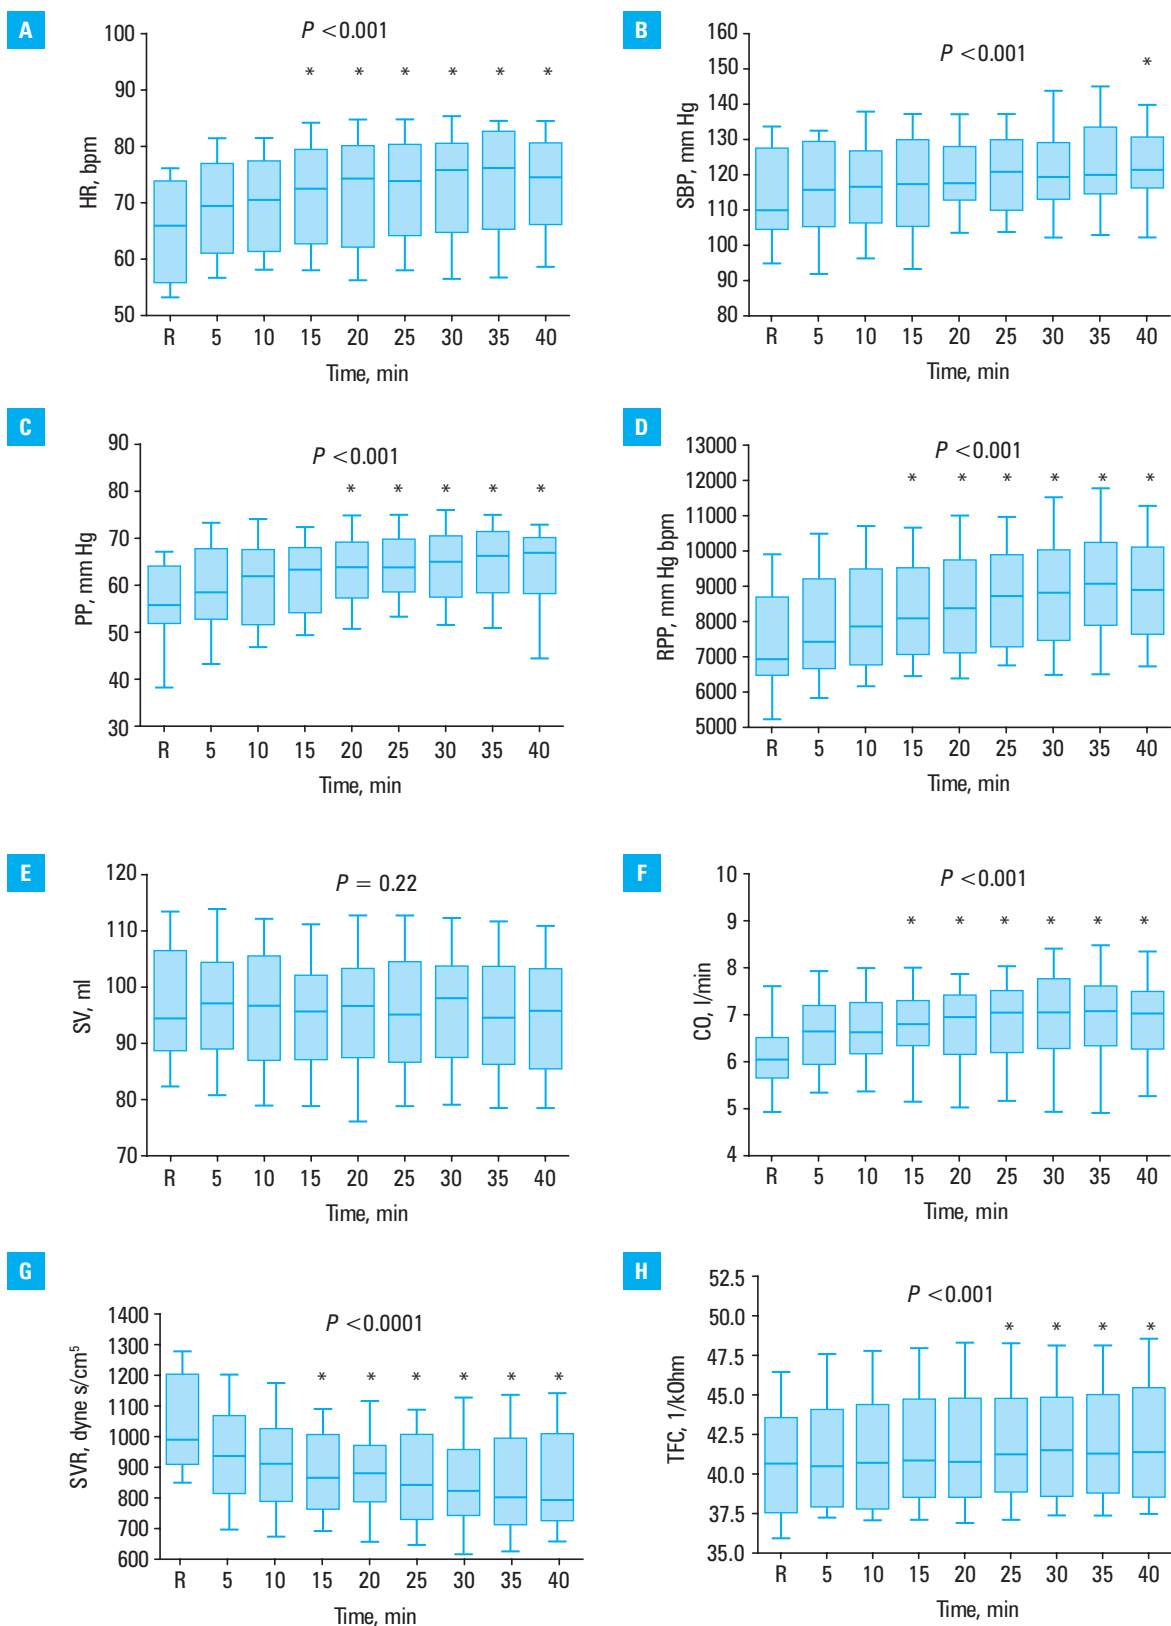 A
HR, bpm
P <0.001
* * * * * *
100
90
80
70
60
50
R 5 10 15 20 25 30 35 40
Time, min
B
SBP, mm Hg
P <0.001
*
160
150
140
130
120
110
100
90
80
R 5 10 15 20 25 30 35 40
Time, min
C
PP, mm Hg
P <0.001
* * * * *
90
80
70
60
50
40
30
R 5 10 15 20 25 30 35 40
Time, min
D
RPP, mm Hg bpm
P <0.001
* * * * * *
13000
12000
11000
10000
9000
8000
7000
6000
5000
R 5 10 15 20 25 30 35 40
Time, min
E
SV, ml
P = 0.22
120
110
100
90
80
70
R 5 10 15 20 25 30 35 40
Time, min
F
CO, l/min
P <0.001
* * * * * *
10
9
8
7
6
5
4
R 5 10 15 20 25 30 35 40
Time, min
G
SVR, dyne s/cm⁵
P <0.0001
* * * * * *
1400
1300
1200
1100
1000
900
800
700
600
R 5 10 15 20 25 30 35 40
Time, min
H
TFC, 1/kOhm
P <0.001
* * * *
52.5
50.0
47.5
45.0
42.5
40.0
37.5
35.0
R 5 10 15 20 25 30 35 40
Time, min